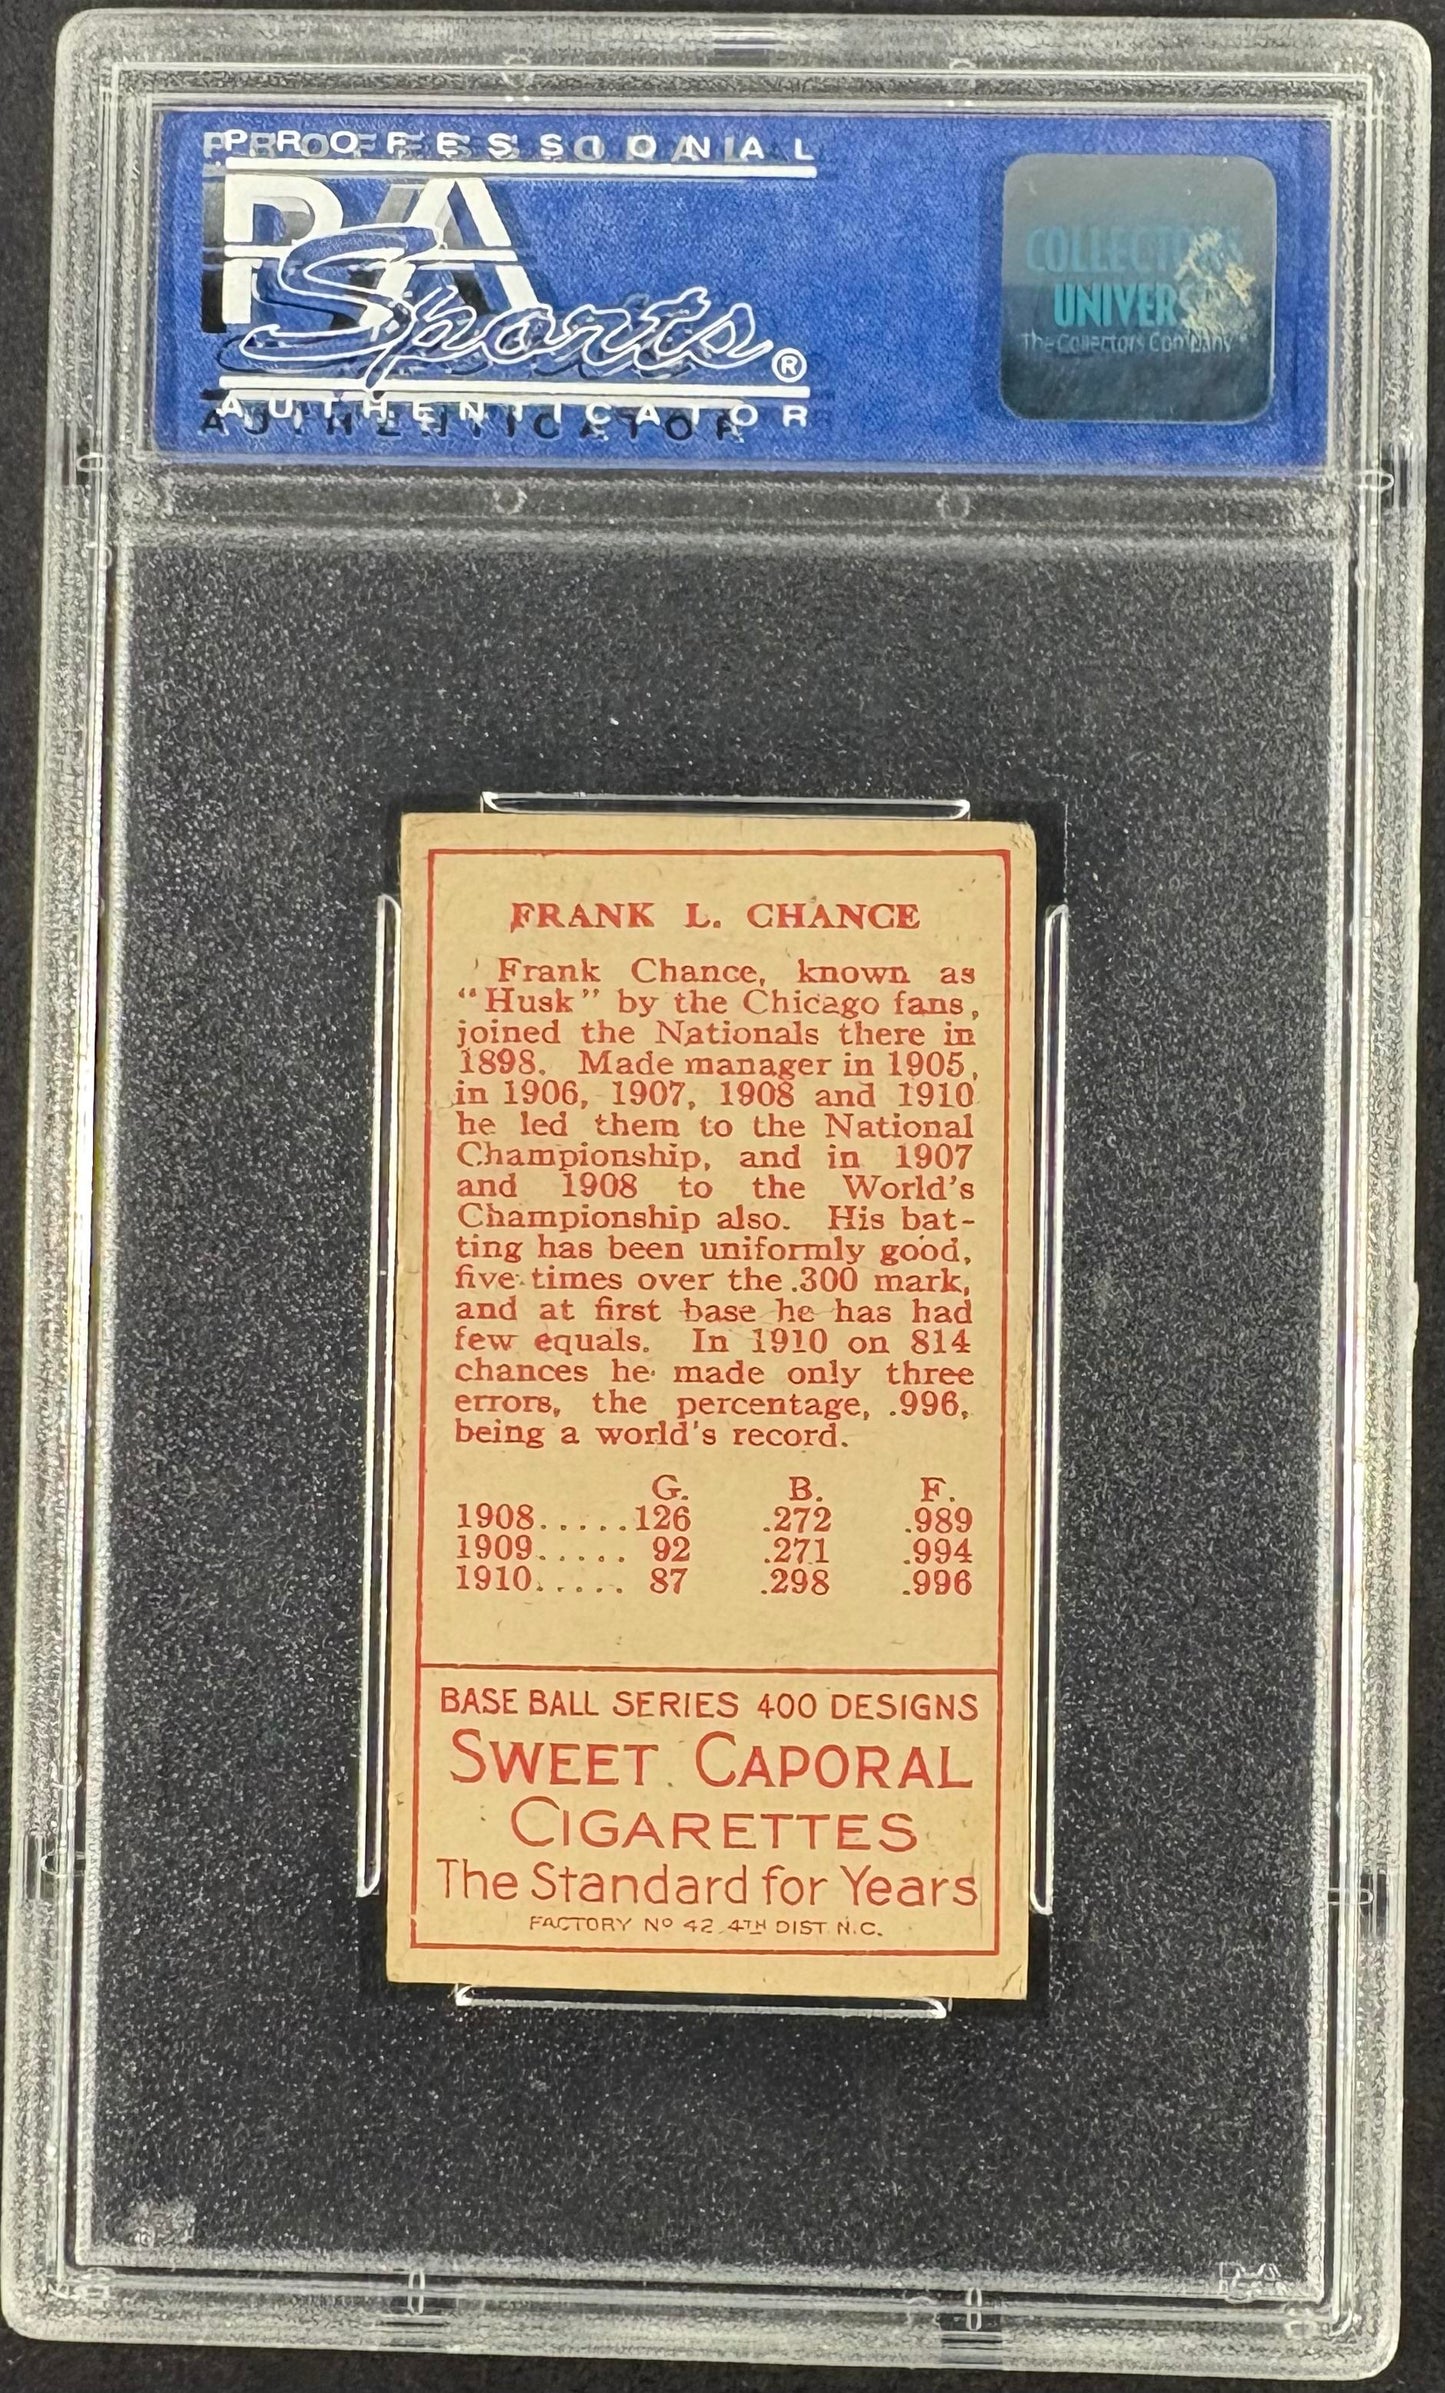 PROFESSIONAL
PSA
Sports®
AUTHENTICATOR
COLLECTORS
UNIVERSE
The Collectors Company
FRANK L. CHANCE
Frank Chance, known as
"Husk" by the Chicago fans,
joined the Nationals there in
1898. Made manager in 1905,
in 1906, 1907, 1908 and 1910
he led them to the National
Championship, and in 1907
and 1908 to the World's
Championship also. His bat-
ting has been uniformly good,
five times over the .300 mark,
and at first base he has had
few equals. In 1910 on 814
chances he made only three
errors, the percentage, .996,
being a world's record.
G. B. F.
1908.....126 .272 .989
1909..... 92 .271 .994
1910..... 87 .298 .996
BASE BALL SERIES 400 DESIGNS
SWEET CAPORAL
CIGARETTES
The Standard for Years
FACTORY No 42 4TH DIST. N.C.
PSA